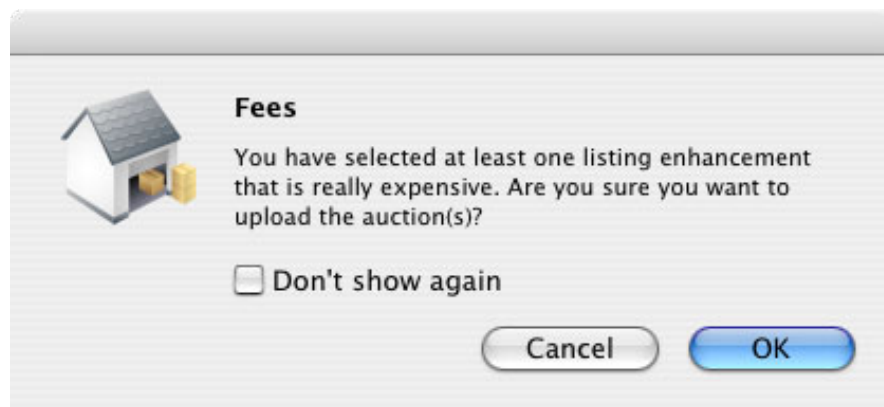 Fees
You have selected at least one listing enhancement
that is really expensive. Are you sure you want to
upload the auction(s)?
Don't show again
Cancel OK